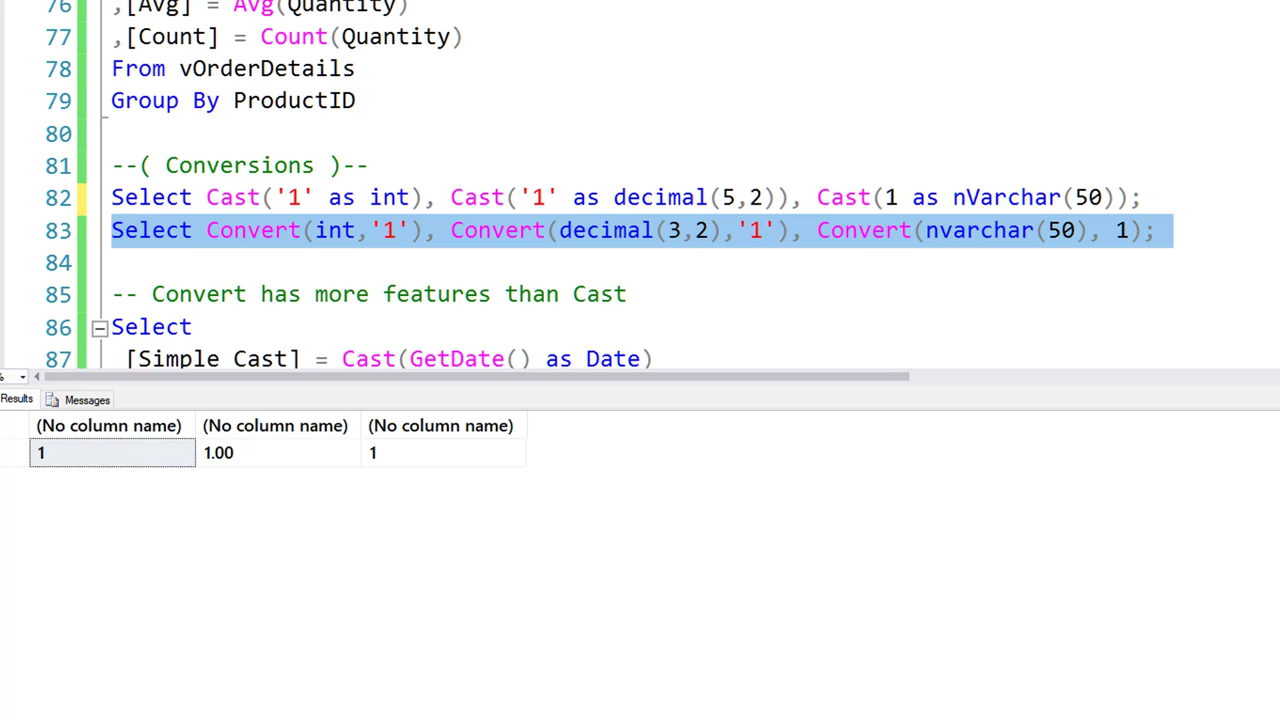 76 ,[Avg] = Avg(Quantity)
77 ,[Count] = Count(Quantity)
78 From vOrderDetails
79 Group By ProductID
80
81 --( Conversions )--
82 Select Cast('1' as int), Cast('1' as decimal(5,2)), Cast(1 as nVarchar(50));
83 Select Convert(int,'1'), Convert(decimal(3,2),'1'), Convert(nvarchar(50), 1);
84
85 -- Convert has more features than Cast
86 Select
87 [Simple Cast] = Cast(GetDate() as Date)
%
Results Messages
(No column name) (No column name) (No column name)
1 1.00 1